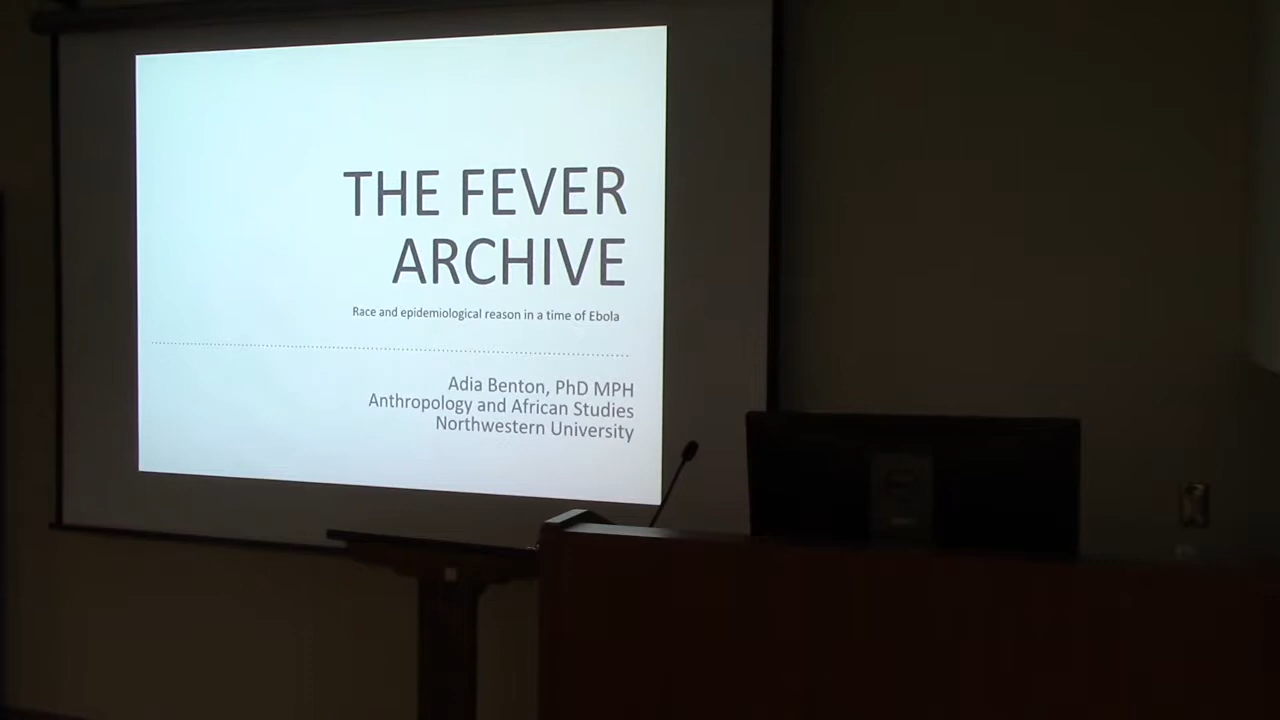 THE FEVER
ARCHIVE
Race and epidemiological reason in a time of Ebola
Adia Benton, PhD MPH
Anthropology and African Studies
Northwestern University